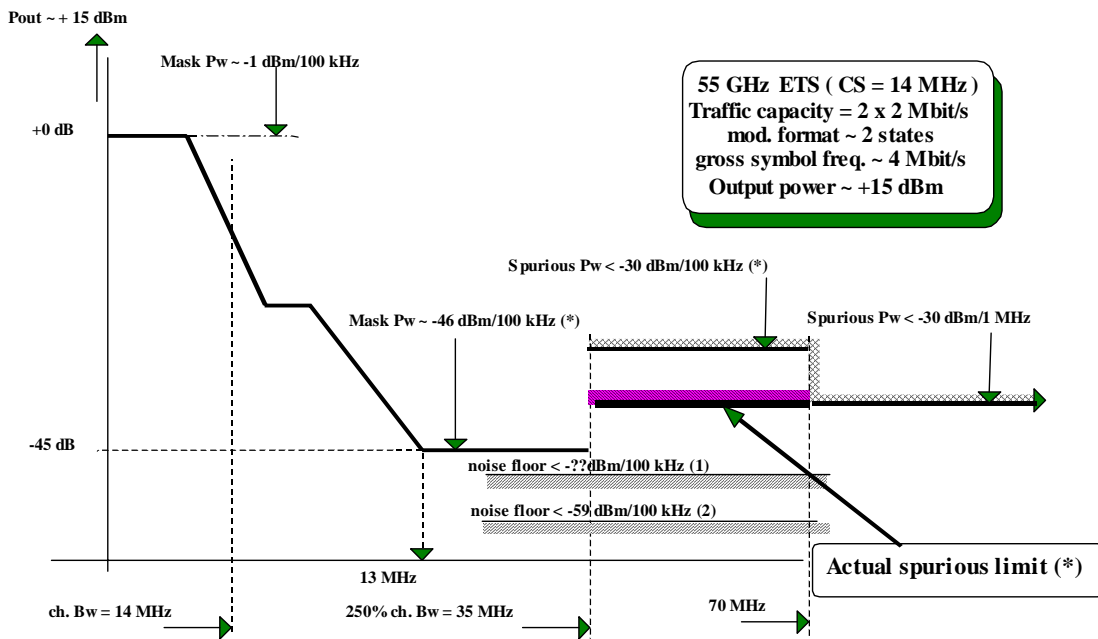 Pout ~ + 15 dBm
Mask Pw ~ -1 dBm/100 kHz
55 GHz ETS ( CS = 14 MHz )
Traffic capacity = 2 x 2 Mbit/s
mod. format ~ 2 states
gross symbol freq. ~ 4 Mbit/s
Output power ~ +15 dBm
+0 dB
Spurious Pw < -30 dBm/100 kHz (*)
Mask Pw ~ -46 dBm/100 kHz (*)
Spurious Pw < -30 dBm/1 MHz
-45 dB
noise floor < -??dBm/100 kHz (1)
noise floor < -59 dBm/100 kHz (2)
Actual spurious limit (*)
13 MHz
ch. Bw = 14 MHz
250% ch. Bw = 35 MHz
70 MHz